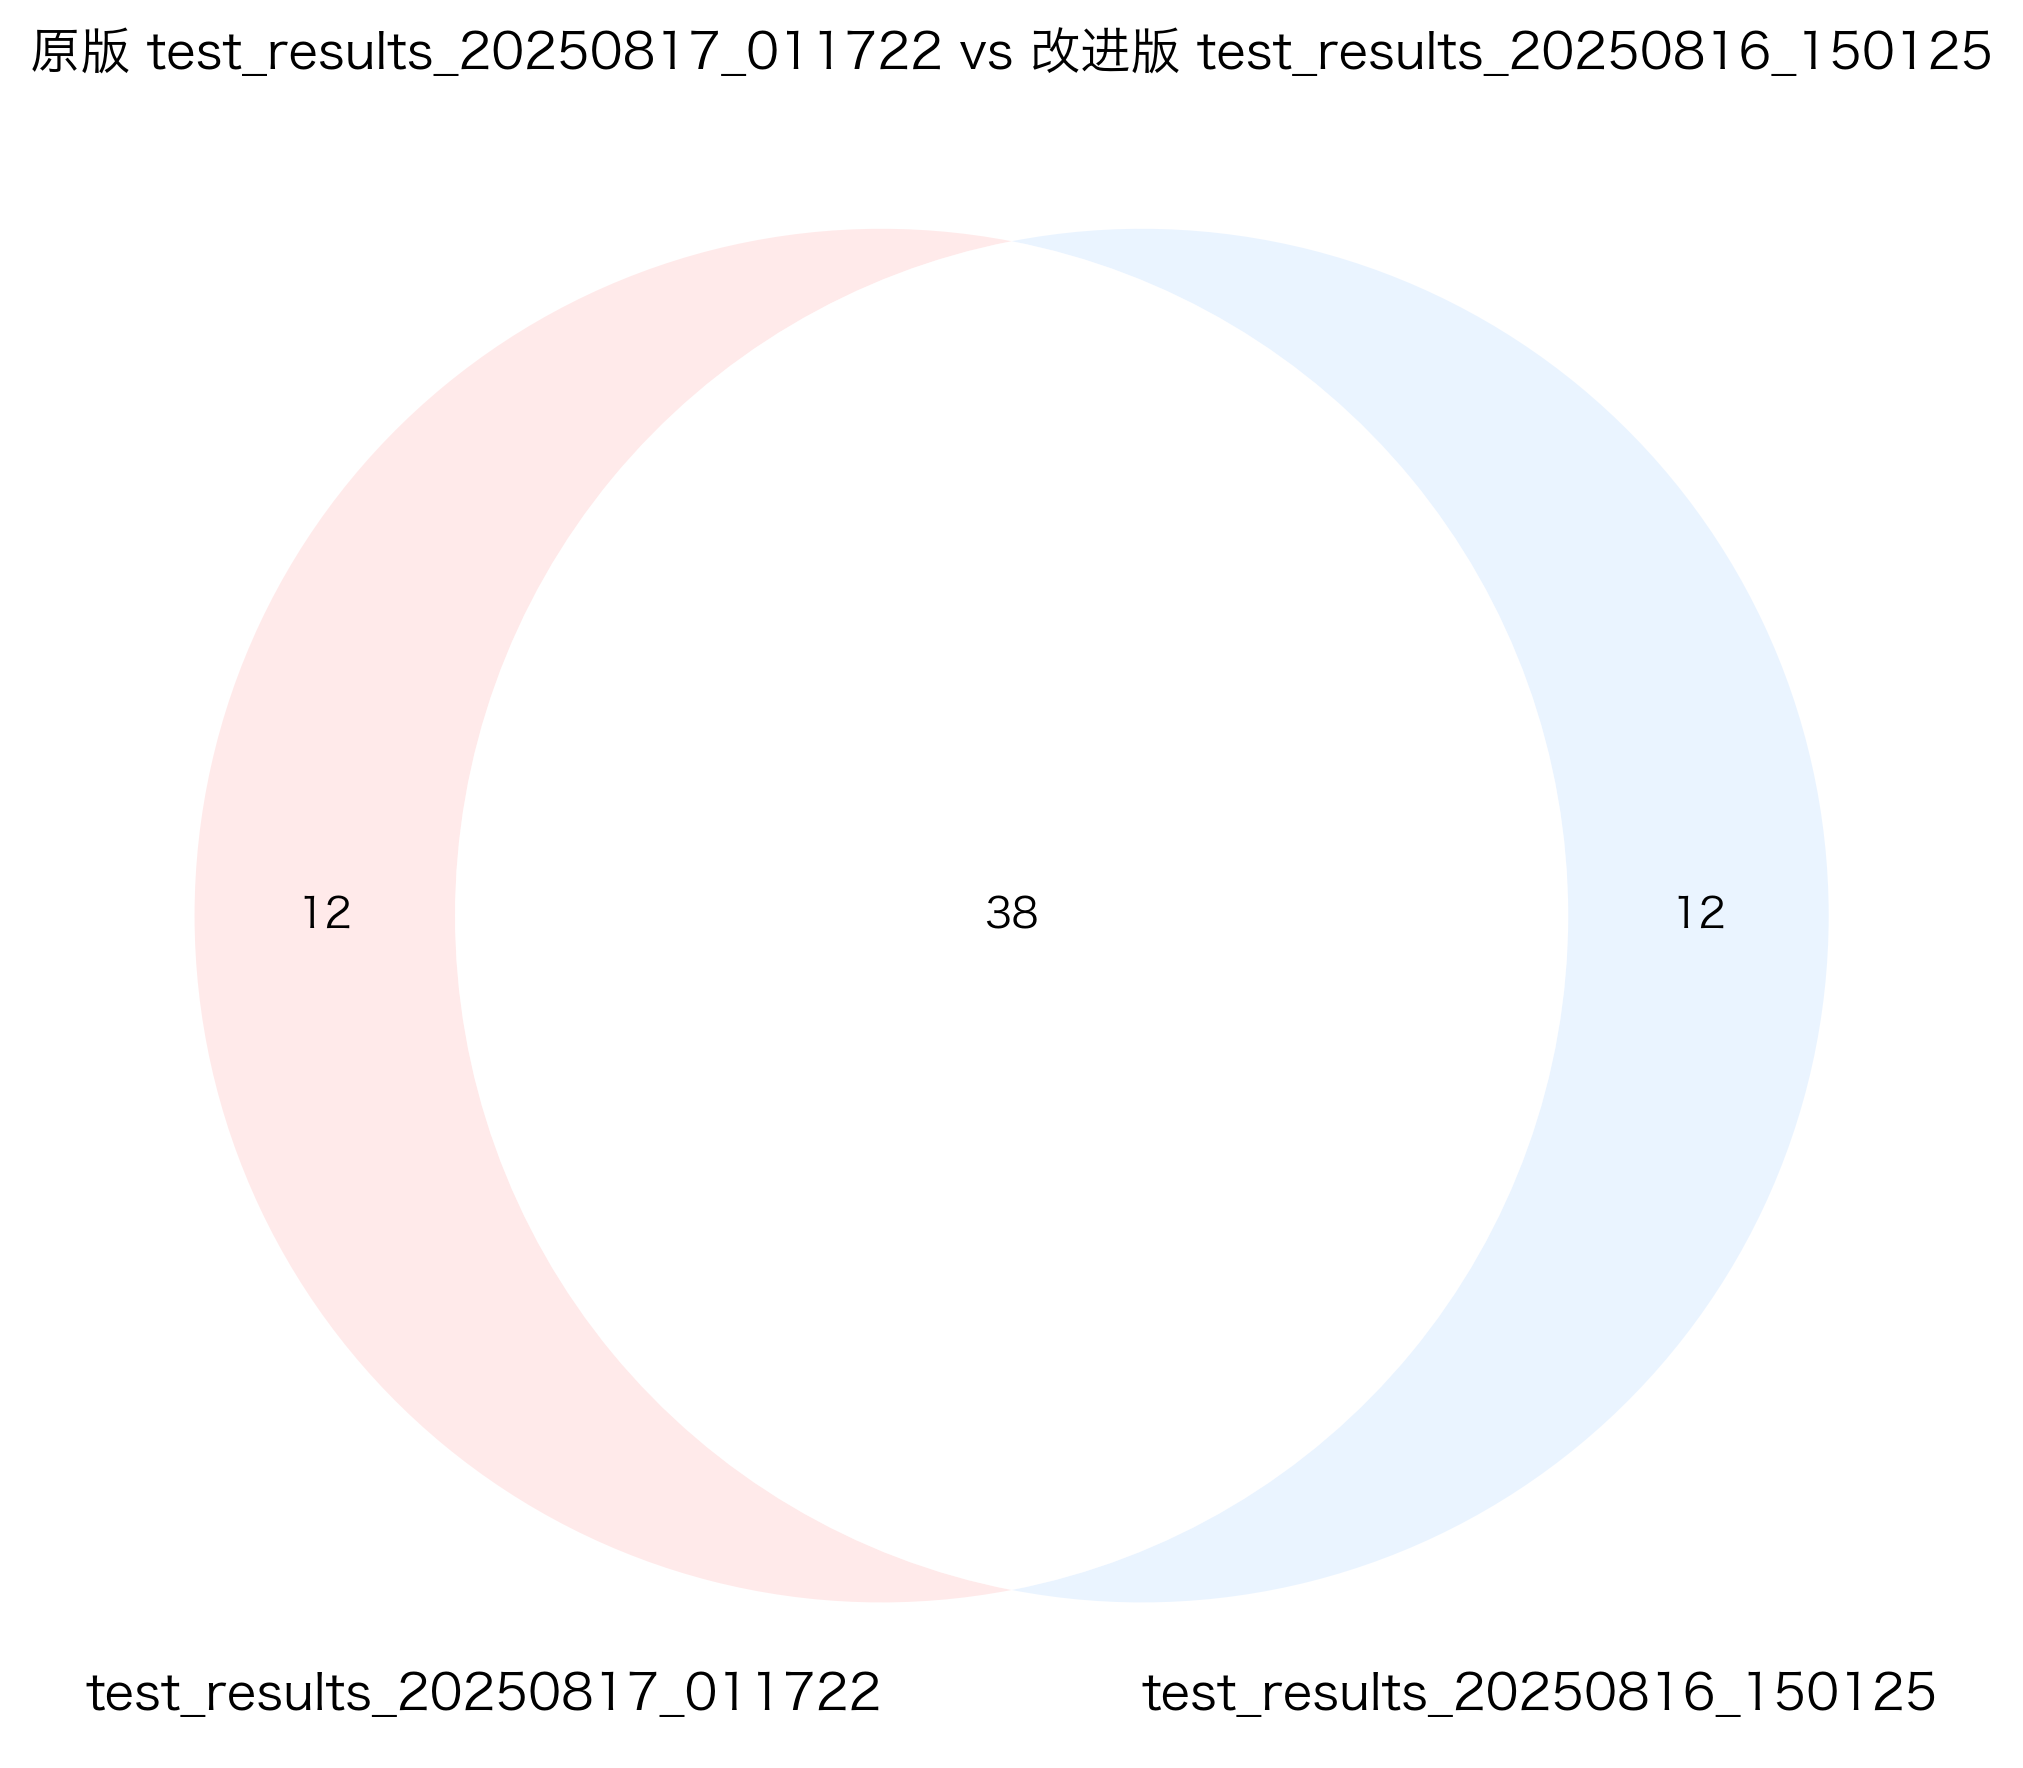 原版 test_results_20250817_011722 vs 改进版 test_results_20250816_150125
12
38
12
test_results_20250817_011722
test_results_20250816_150125